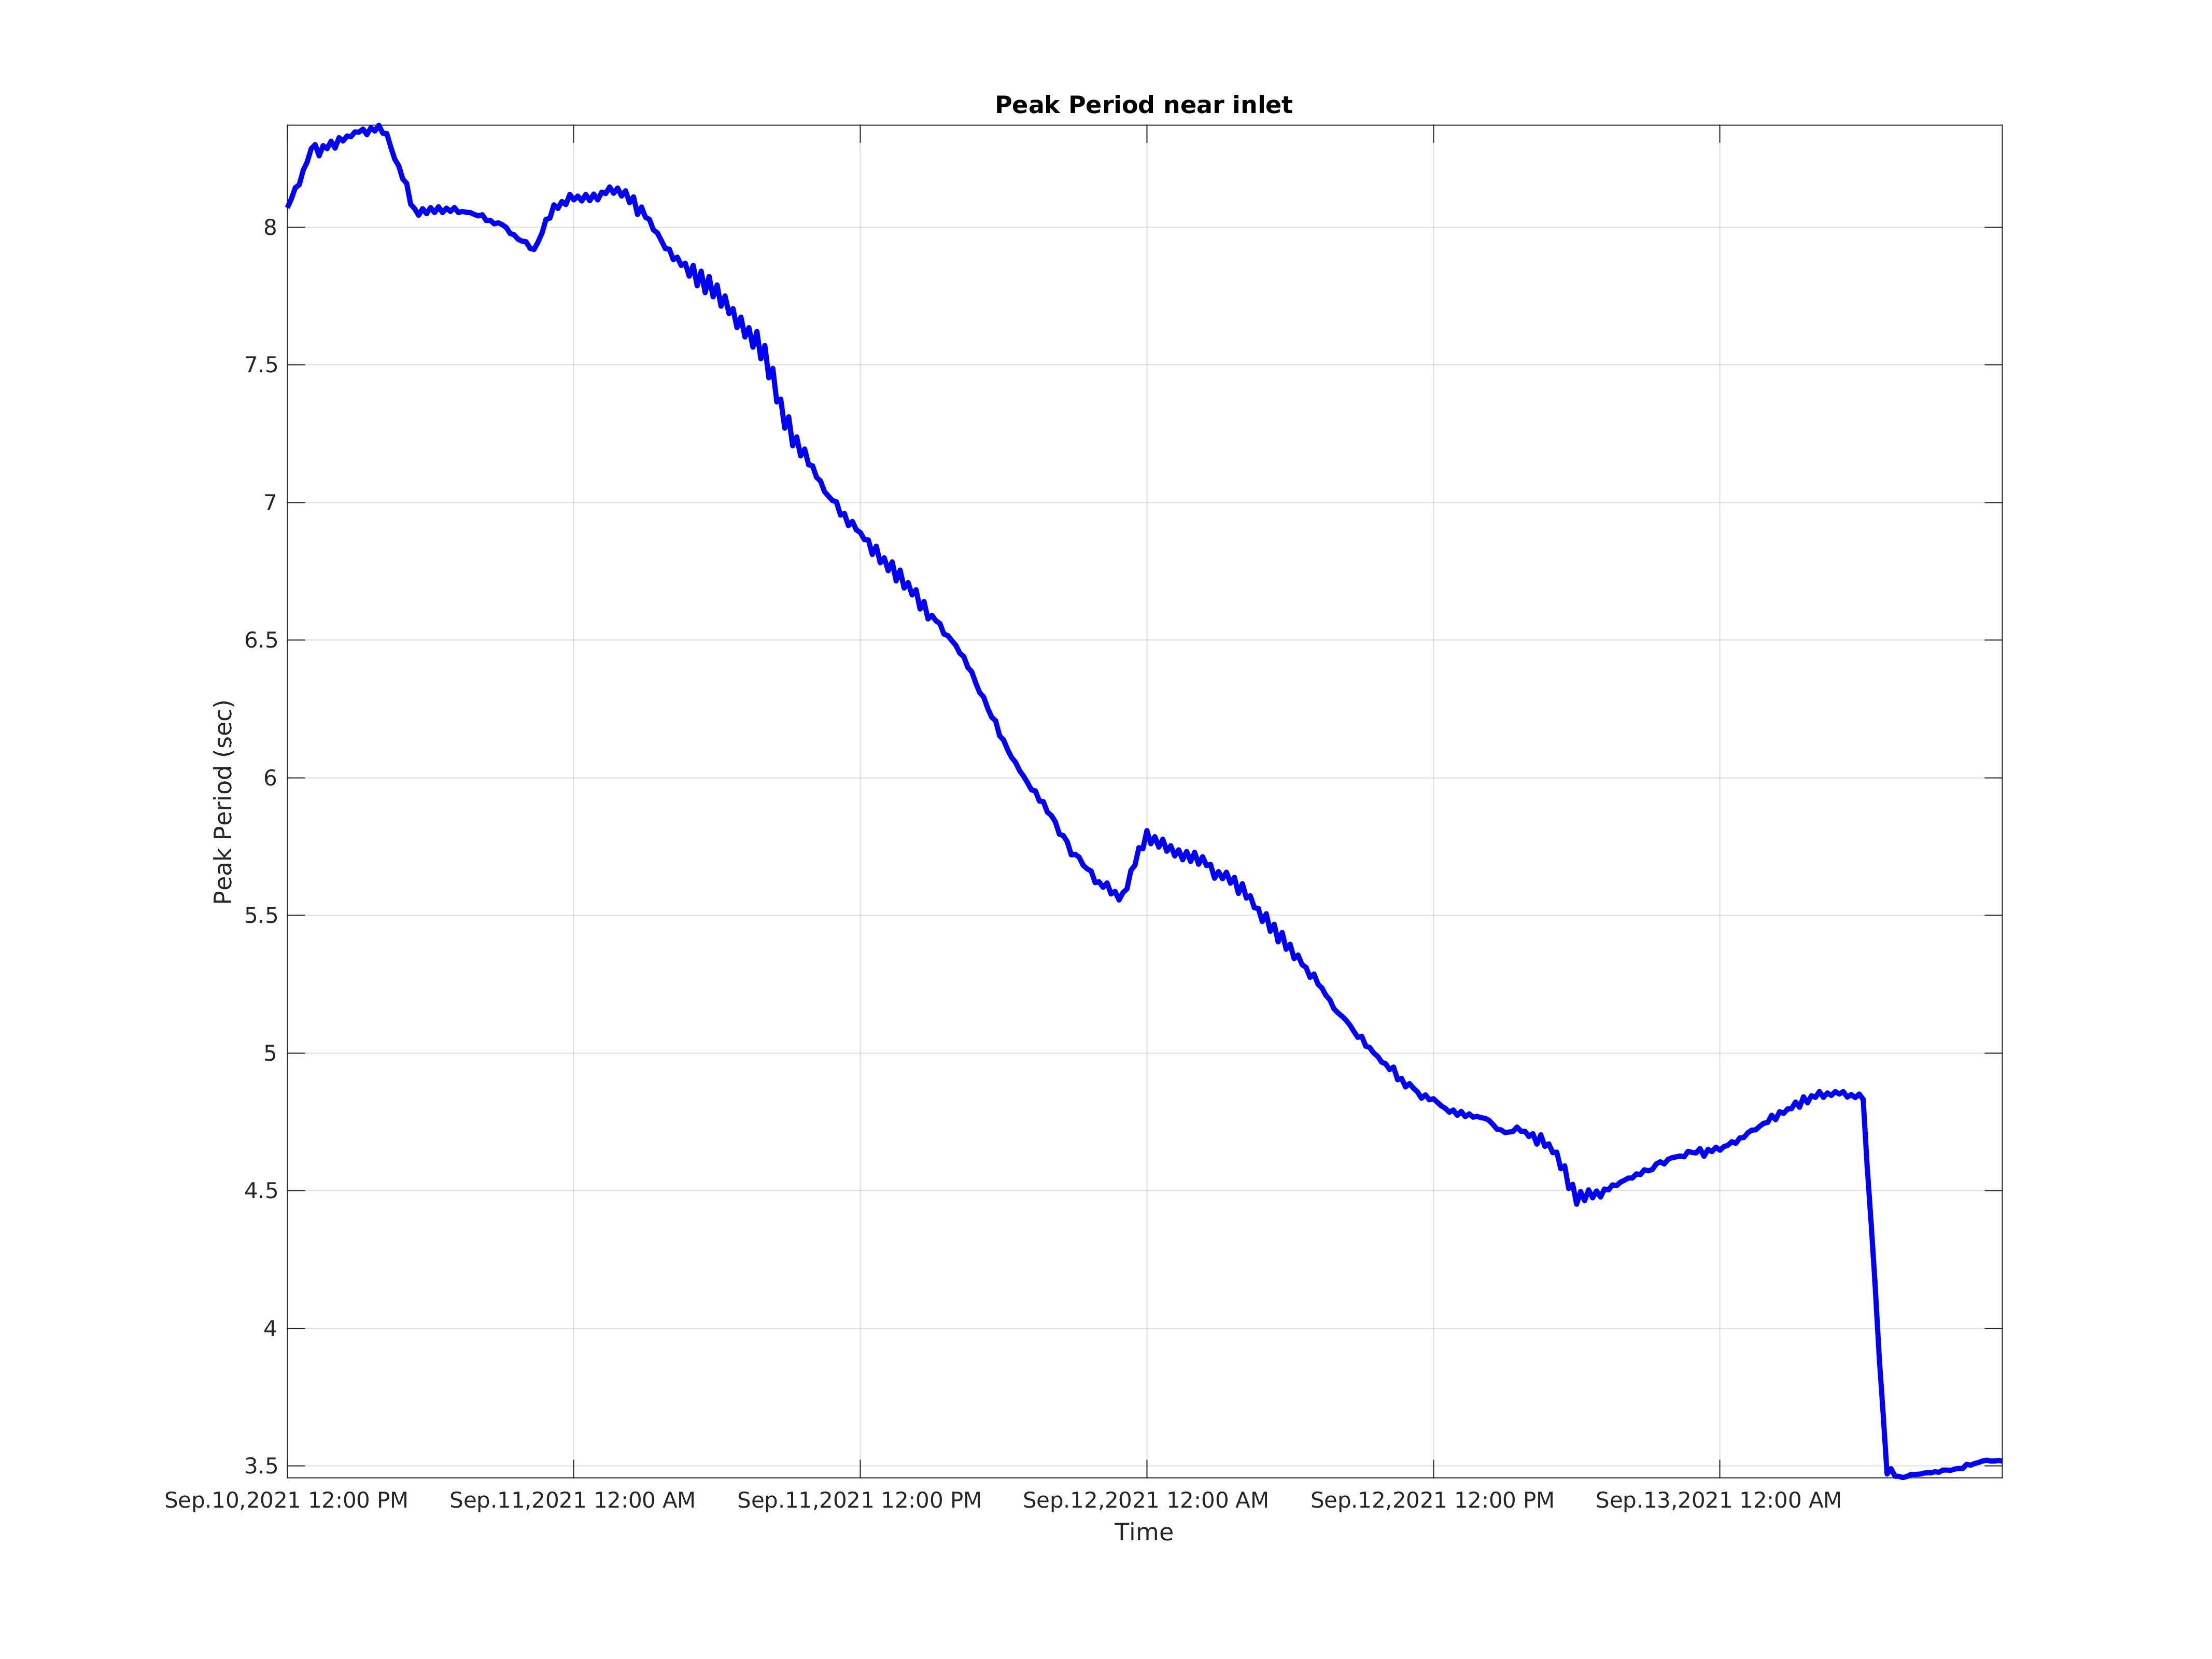 Peak Period near inlet
8
7.5
7
6.5
6
5.5
5
4.5
4
3.5
Peak Period (sec)
Sep.10,2021 12:00 PM
Sep.11,2021 12:00 AM
Sep.11,2021 12:00 PM
Sep.12,2021 12:00 AM
Sep.12,2021 12:00 PM
Sep.13,2021 12:00 AM
Time